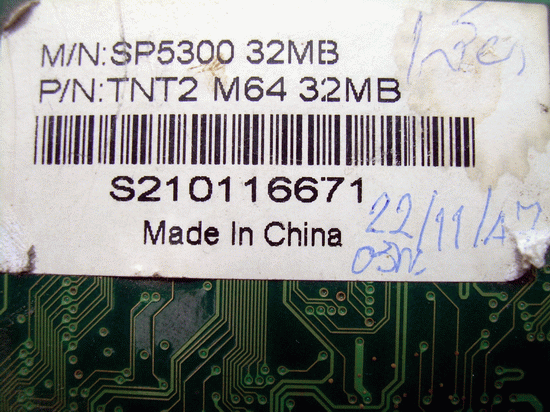 M/N:SP5300 32MB
P/N:TNT2 M64 32MB
S210116671
Made In China
22/11/47